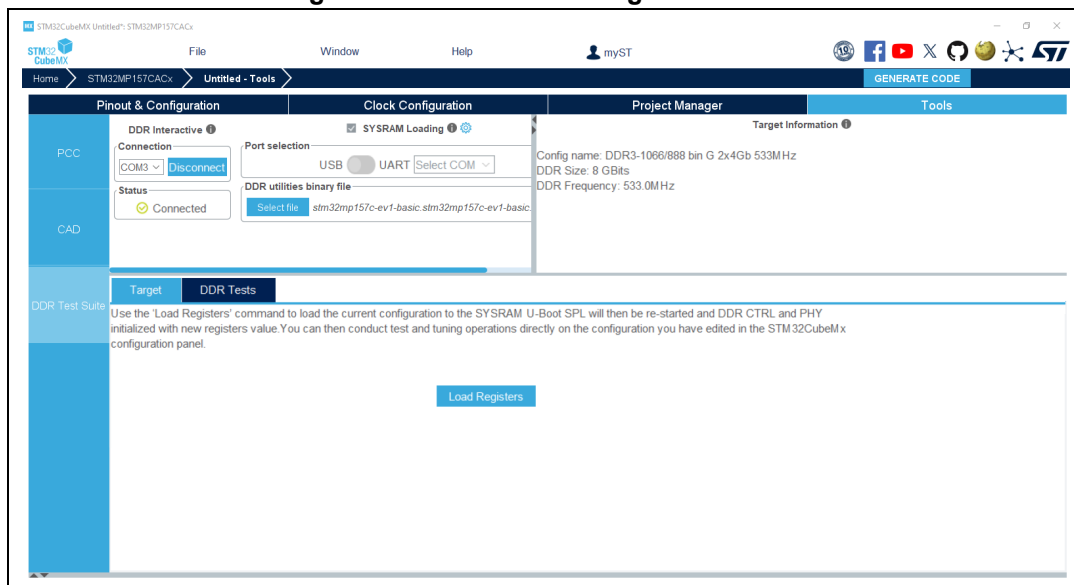 STM32CubeMX Untitled*: STM32MP157CACx
STM32 CubeMX File Window Help myST
Home STM32MP157CACx Untitled - Tools GENERATE CODE
Pinout & Configuration Clock Configuration Project Manager Tools
PCC
CAD
DDR Test Suite
DDR Interactive
Connection
COM3 Disconnect
Status
Connected
SYSRAM Loading
Port selection
USB UART Select COM
DDR utilities binary file
Select file stm32mp157c-ev1-basic.stm32mp157c-ev1-basic.
Target Information
Config name: DDR3-1066/888 bin G 2x4Gb 533MHz
DDR Size: 8 GBits
DDR Frequency: 533.0MHz
Target DDR Tests
Use the 'Load Registers' command to load the current configuration to the SYSRAM U-Boot SPL will then be re-started and DDR CTRL and PHY
initialized with new registers value.You can then conduct test and tuning operations directly on the configuration you have edited in the STM32CubeMx
configuration panel.
Load Registers